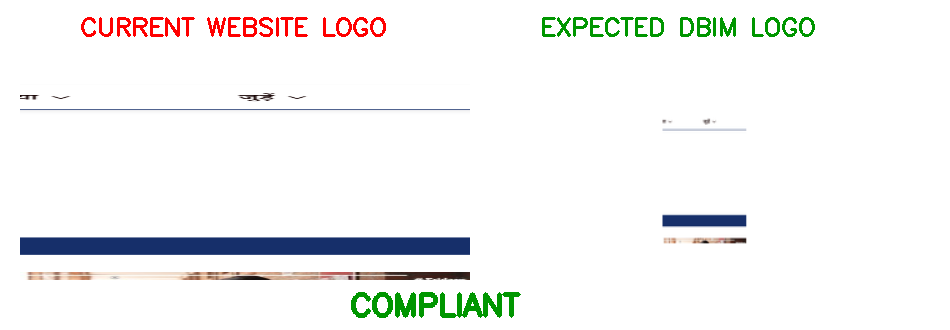 CURRENT WEBSITE LOGO
EXPECTED DBIM LOGO
जुड़ें
COMPLIANT